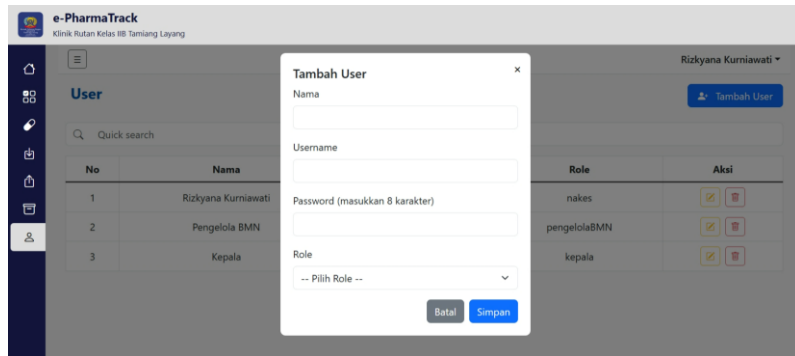 e-PharmaTrack
Klinik Rutan Kelas IIB Tamiang Layang
Rizkyana Kurniawati
User
Tambah User
Quick search
No Nama Role Aksi
1 Rizkyana Kurniawati nakes
2 Pengelola BMN pengelolaBMN
3 Kepala kepala
Tambah User ×
Nama
Username
Password (masukkan 8 karakter)
Role
-- Pilih Role --
Batal Simpan